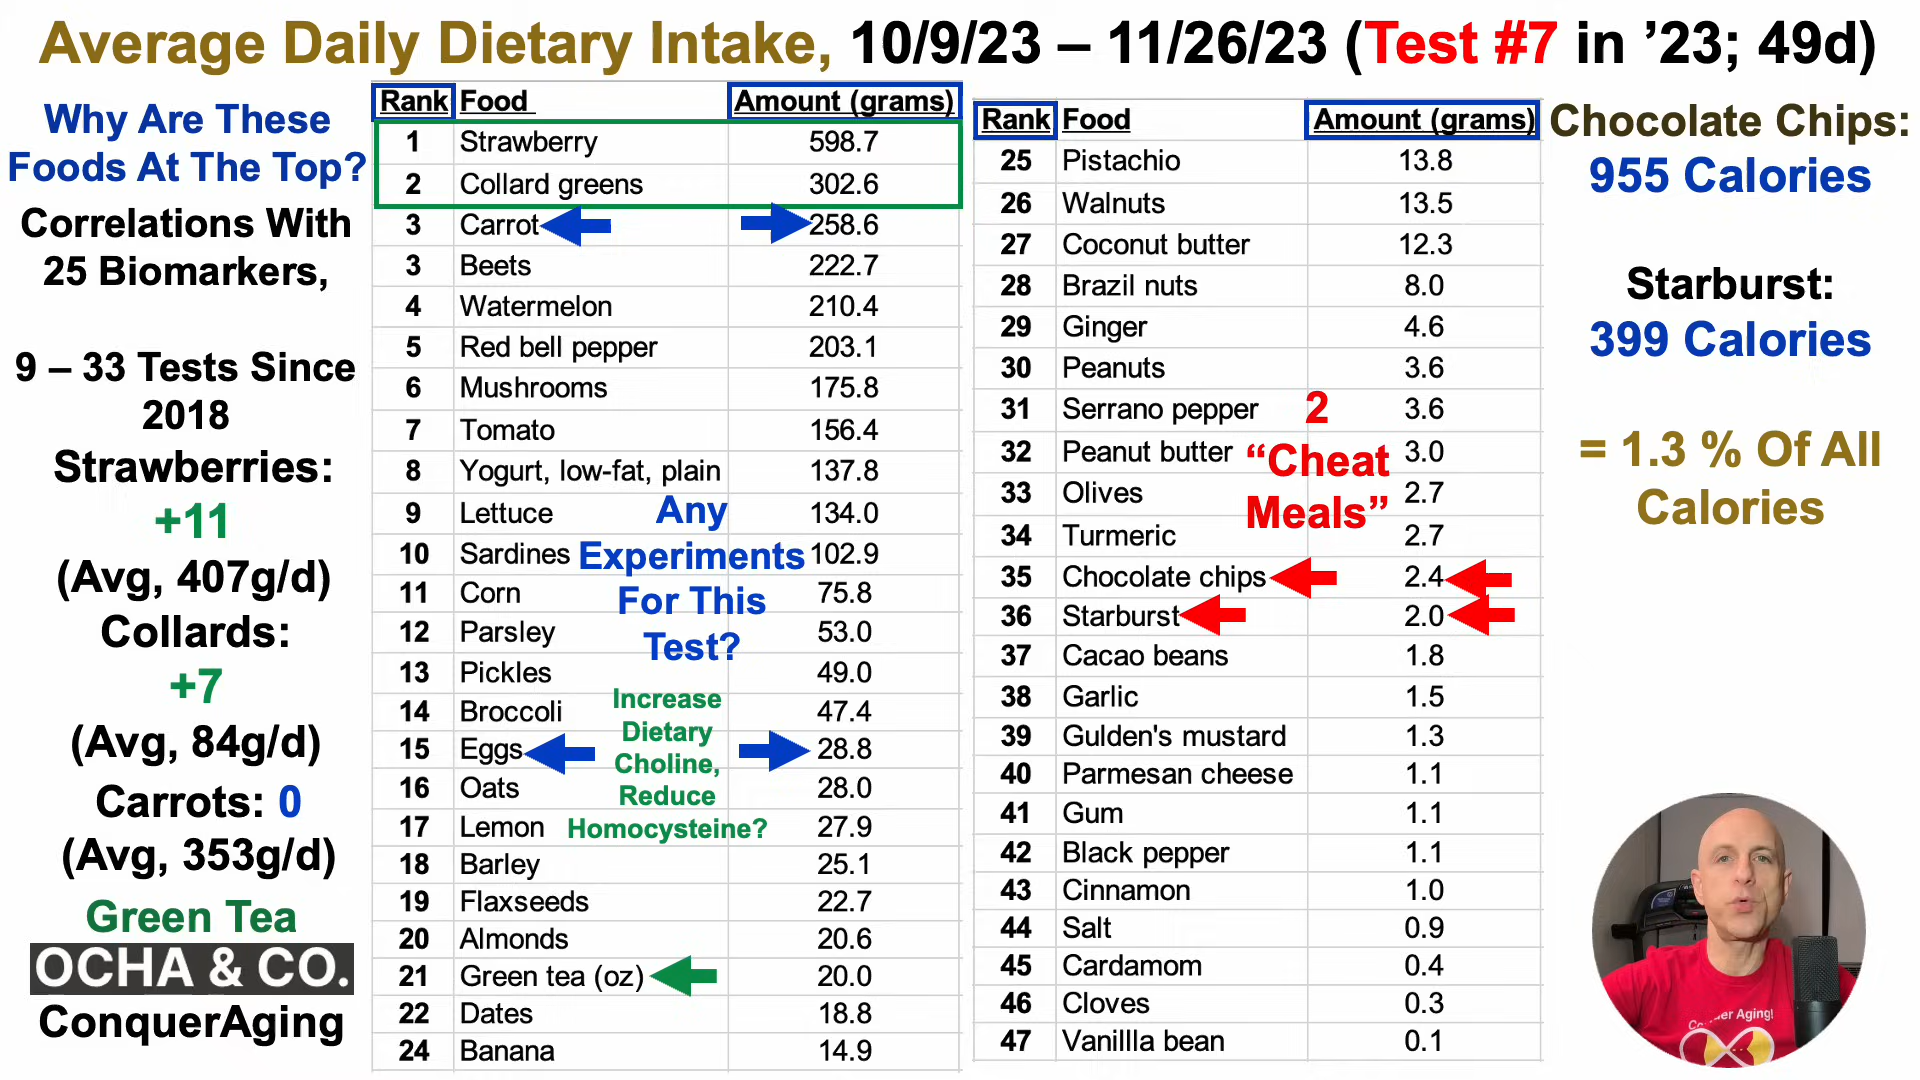 Average Daily Dietary Intake, 10/9/23 – 11/26/23 (Test #7 in ’23; 49d)
Why Are These
Foods At The Top?
Correlations With
25 Biomarkers,
9 – 33 Tests Since
2018
Strawberries:
+11
(Avg, 407g/d)
Collards:
+7
(Avg, 84g/d)
Carrots: 0
(Avg, 353g/d)
Green Tea
OCHA & CO.
ConquerAging
Rank Food Amount (grams)
1 Strawberry 598.7
2 Collard greens 302.6
3 Carrot 258.6
3 Beets 222.7
4 Watermelon 210.4
5 Red bell pepper 203.1
6 Mushrooms 175.8
7 Tomato 156.4
8 Yogurt, low-fat, plain 137.8
9 Lettuce 134.0
10 Sardines 102.9
11 Corn 75.8
12 Parsley 53.0
13 Pickles 49.0
14 Broccoli 47.4
15 Eggs 28.8
16 Oats 28.0
17 Lemon 27.9
18 Barley 25.1
19 Flaxseeds 22.7
20 Almonds 20.6
21 Green tea (oz) 20.0
22 Dates 18.8
24 Banana 14.9
Any
Experiments
For This
Test?
Increase
Dietary
Choline,
Reduce
Homocysteine?
Rank Food Amount (grams)
25 Pistachio 13.8
26 Walnuts 13.5
27 Coconut butter 12.3
28 Brazil nuts 8.0
29 Ginger 4.6
30 Peanuts 3.6
31 Serrano pepper 3.6
32 Peanut butter 3.0
33 Olives 2.7
34 Turmeric 2.7
35 Chocolate chips 2.4
36 Starburst 2.0
37 Cacao beans 1.8
38 Garlic 1.5
39 Gulden's mustard 1.3
40 Parmesan cheese 1.1
41 Gum 1.1
42 Black pepper 1.1
43 Cinnamon 1.0
44 Salt 0.9
45 Cardamom 0.4
46 Cloves 0.3
47 Vanillla bean 0.1
2
“Cheat
Meals”
Chocolate Chips:
955 Calories
Starburst:
399 Calories
= 1.3 % Of All
Calories
Aging!